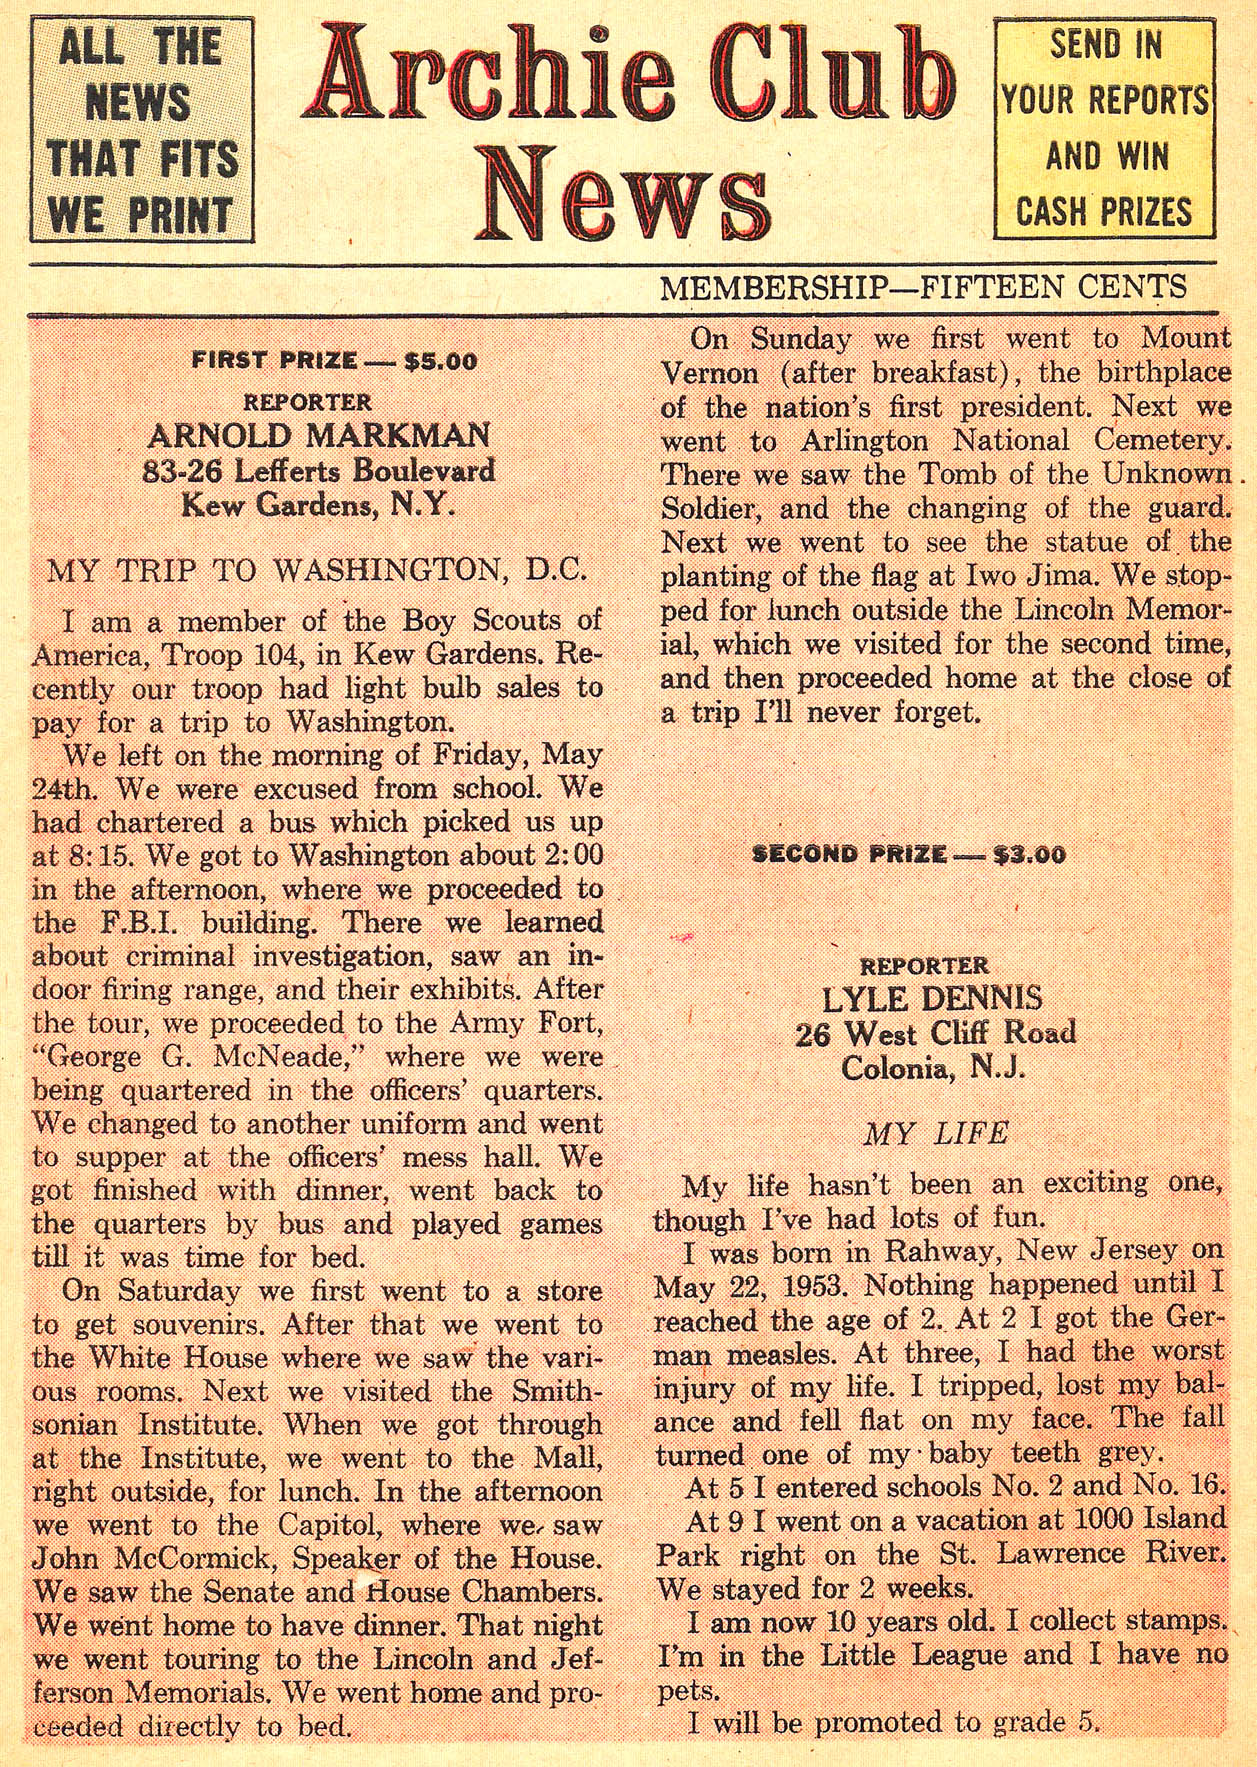 ALL THE
NEWS
THAT FITS
WE PRINT
Archie Club
News
SEND IN
YOUR REPORTS
AND WIN
CASH PRIZES
MEMBERSHIP—FIFTEEN CENTS
FIRST PRIZE — $5.00
REPORTER
ARNOLD MARKMAN
83-26 Lefferts Boulevard
Kew Gardens, N.Y.
MY TRIP TO WASHINGTON, D.C.
I am a member of the Boy Scouts of
America, Troop 104, in Kew Gardens. Re-
cently our troop had light bulb sales to
pay for a trip to Washington.
We left on the morning of Friday, May
24th. We were excused from school. We
had chartered a bus which picked us up
at 8:15. We got to Washington about 2:00
in the afternoon, where we proceeded to
the F.B.I. building. There we learned
about criminal investigation, saw an in-
door firing range, and their exhibits. After
the tour, we proceeded to the Army Fort,
“George G. McNeade,” where we were
being quartered in the officers’ quarters.
We changed to another uniform and went
to supper at the officers’ mess hall. We
got finished with dinner, went back to
the quarters by bus and played games
till it was time for bed.
On Saturday we first went to a store
to get souvenirs. After that we went to
the White House where we saw the vari-
ous rooms. Next we visited the Smith-
sonian Institute. When we got through
at the Institute, we went to the Mall,
right outside, for lunch. In the afternoon
we went to the Capitol, where we saw
John McCormick, Speaker of the House.
We saw the Senate and House Chambers.
We went home to have dinner. That night
we went touring to the Lincoln and Jef-
ferson Memorials. We went home and pro-
ceeded directly to bed.
On Sunday we first went to Mount
Vernon (after breakfast), the birthplace
of the nation’s first president. Next we
went to Arlington National Cemetery.
There we saw the Tomb of the Unknown
Soldier, and the changing of the guard.
Next we went to see the statue of the
planting of the flag at Iwo Jima. We stop-
ped for lunch outside the Lincoln Memor-
ial, which we visited for the second time,
and then proceeded home at the close of
a trip I’ll never forget.
SECOND PRIZE — $3.00
REPORTER
LYLE DENNIS
26 West Cliff Road
Colonia, N.J.
MY LIFE
My life hasn’t been an exciting one,
though I’ve had lots of fun.
I was born in Rahway, New Jersey on
May 22, 1953. Nothing happened until I
reached the age of 2. At 2 I got the Ger-
man measles. At three, I had the worst
injury of my life. I tripped, lost my bal-
ance and fell flat on my face. The fall
turned one of my baby teeth grey.
At 5 I entered schools No. 2 and No. 16.
At 9 I went on a vacation at 1000 Island
Park right on the St. Lawrence River.
We stayed for 2 weeks.
I am now 10 years old. I collect stamps.
I’m in the Little League and I have no
pets.
I will be promoted to grade 5.